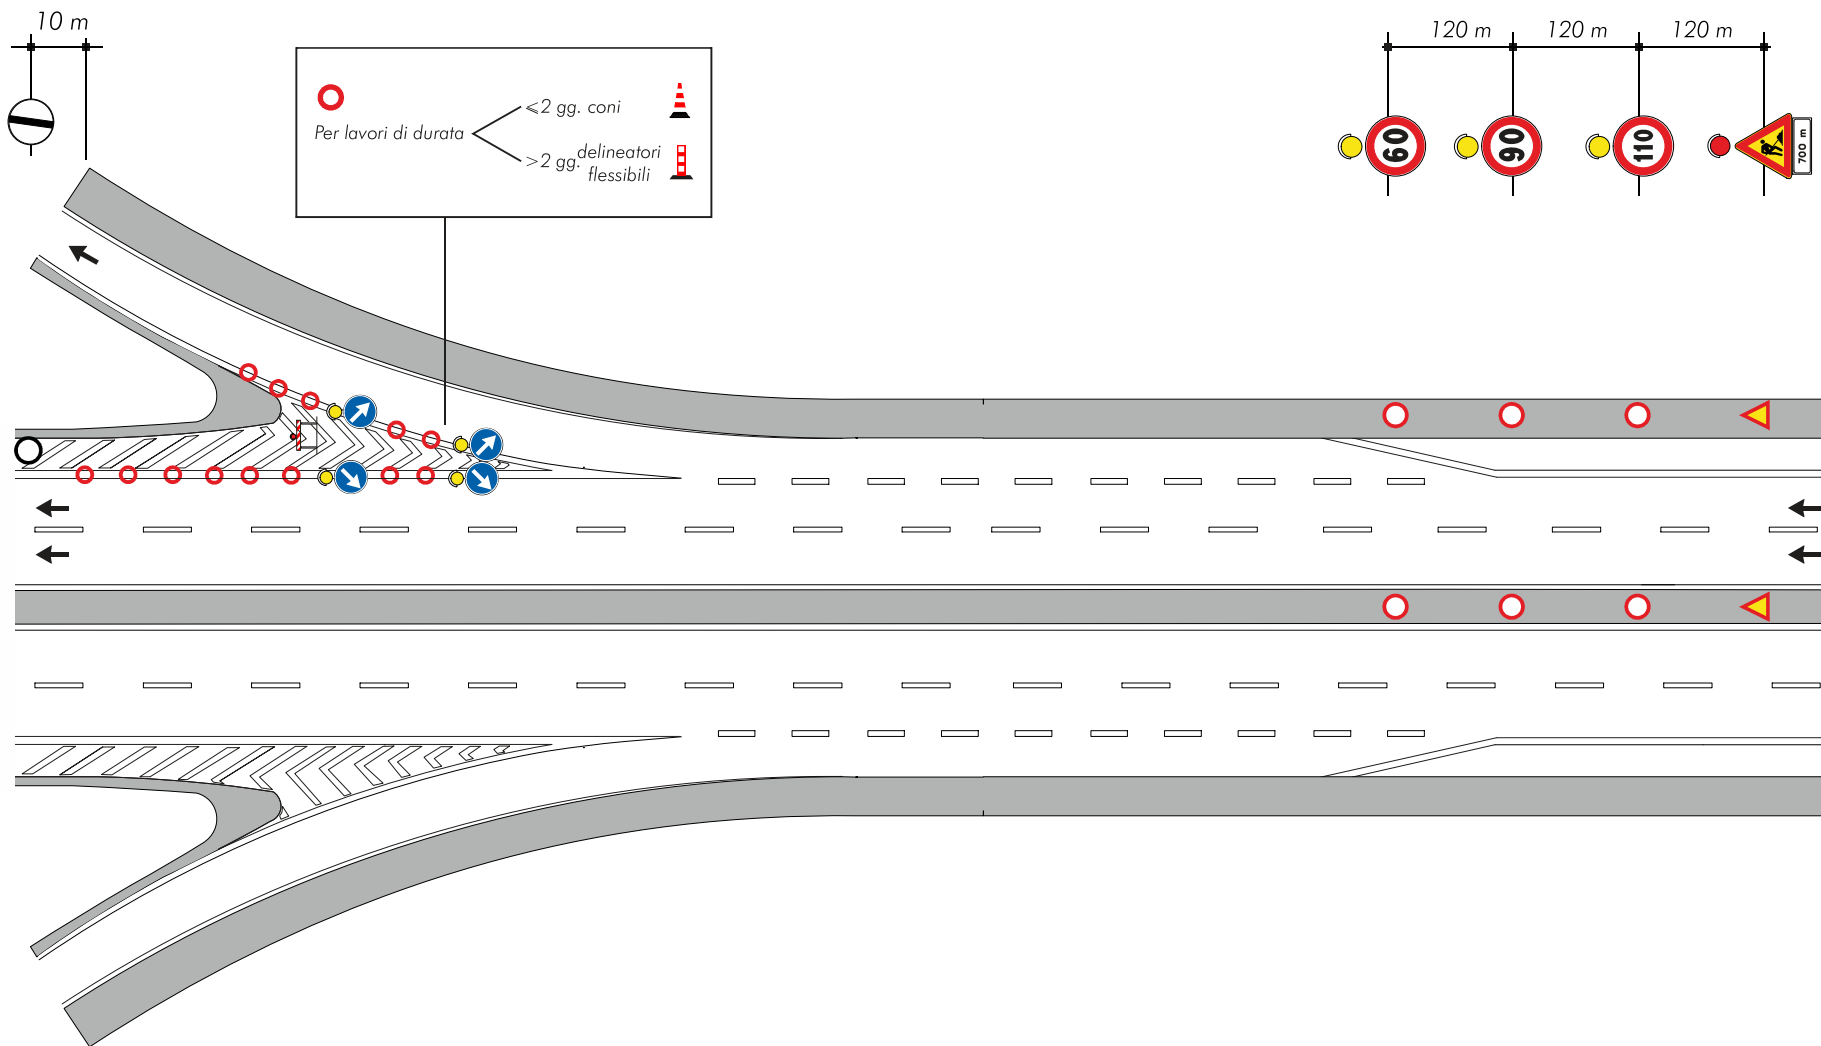 10 m
120 m 120 m 120 m
60 90 110 700 m
⩽2 gg. coni
Per lavori di durata
>2 gg. delineatori
flessibili